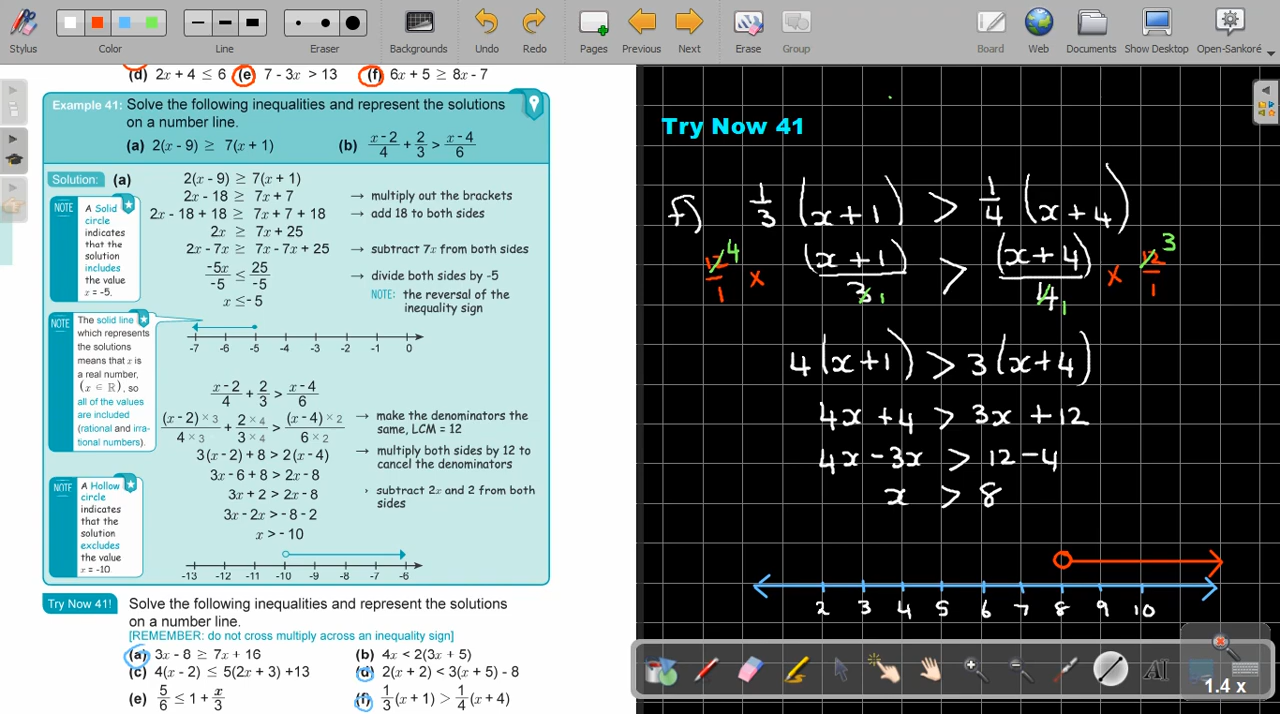 Stylus Color Line Eraser Backgrounds Undo Redo Pages Previous Next Erase Group Board Web Documents Show Desktop Open-Sankoré
(d) 2x + 4 ≤ 6 (e) 7 - 3x > 13 (f) 6x + 5 ≥ 8x - 7
Example 41: Solve the following inequalities and represent the solutions
on a number line.
(a) 2(x - 9) ≥ 7(x + 1) (b) (x-2)/4 + 2/3 > (x-4)/6
Solution: (a) 2(x - 9) ≥ 7(x + 1)
2x - 18 ≥ 7x + 7 → multiply out the brackets
2x - 18 + 18 ≥ 7x + 7 + 18 → add 18 to both sides
2x ≥ 7x + 25
2x - 7x ≥ 7x - 7x + 25 → subtract 7x from both sides
-5x/-5 ≤ 25/-5 → divide both sides by -5
x ≤ - 5 NOTE: the reversal of the
inequality sign
NOTE
A Solid
circle
indicates
that the
solution
includes
the value
x = -5.
-7 -6 -5 -4 -3 -2 -1 0
NOTE
The solid line
which represents
the solutions
means that x is
a real number,
(x ∈ ℝ), so
all of the values
are included
(rational and irra-
tional numbers).
(x-2)/4 + 2/3 > (x-4)/6
(x-2) ×3/4 ×3 + 2 ×4/3 ×4 > (x-4) ×2/6 ×2 → make the denominators the
same, LCM = 12
3(x - 2) + 8 > 2(x - 4) → multiply both sides by 12 to
cancel the denominators
3x - 6 + 8 > 2x - 8
3x + 2 > 2x - 8 subtract 2x and 2 from both
sides
3x - 2x > - 8 - 2
x > - 10
NOTE
A Hollow
circle
indicates
that the
solution
excludes
the value
x = -10
-13 -12 -11 -10 -9 -8 -7 -6
Try Now 41! Solve the following inequalities and represent the solutions
on a number line.
[REMEMBER: do not cross multiply across an inequality sign]
(a) 3x - 8 ≥ 7x + 16 (b) 4x < 2(3x + 5)
(c) 4(x - 2) ≤ 5(2x + 3) +13 (d) 2(x + 2) < 3(x + 5) - 8
(e) 5/6 ≤ 1 + x/3 (f) 1/3(x + 1) > 1/4(x + 4)
Try Now 41
f) 1/3 (x+1) > 1/4 (x+4)
12/1 4 × (x+1)/3 1 > (x+4)/4 1 × 12/1 3
4(x+1) > 3(x+4)
4x + 4 > 3x + 12
4x - 3x > 12 - 4
x > 8
2 3 4 5 6 7 8 9 10
1.4 x